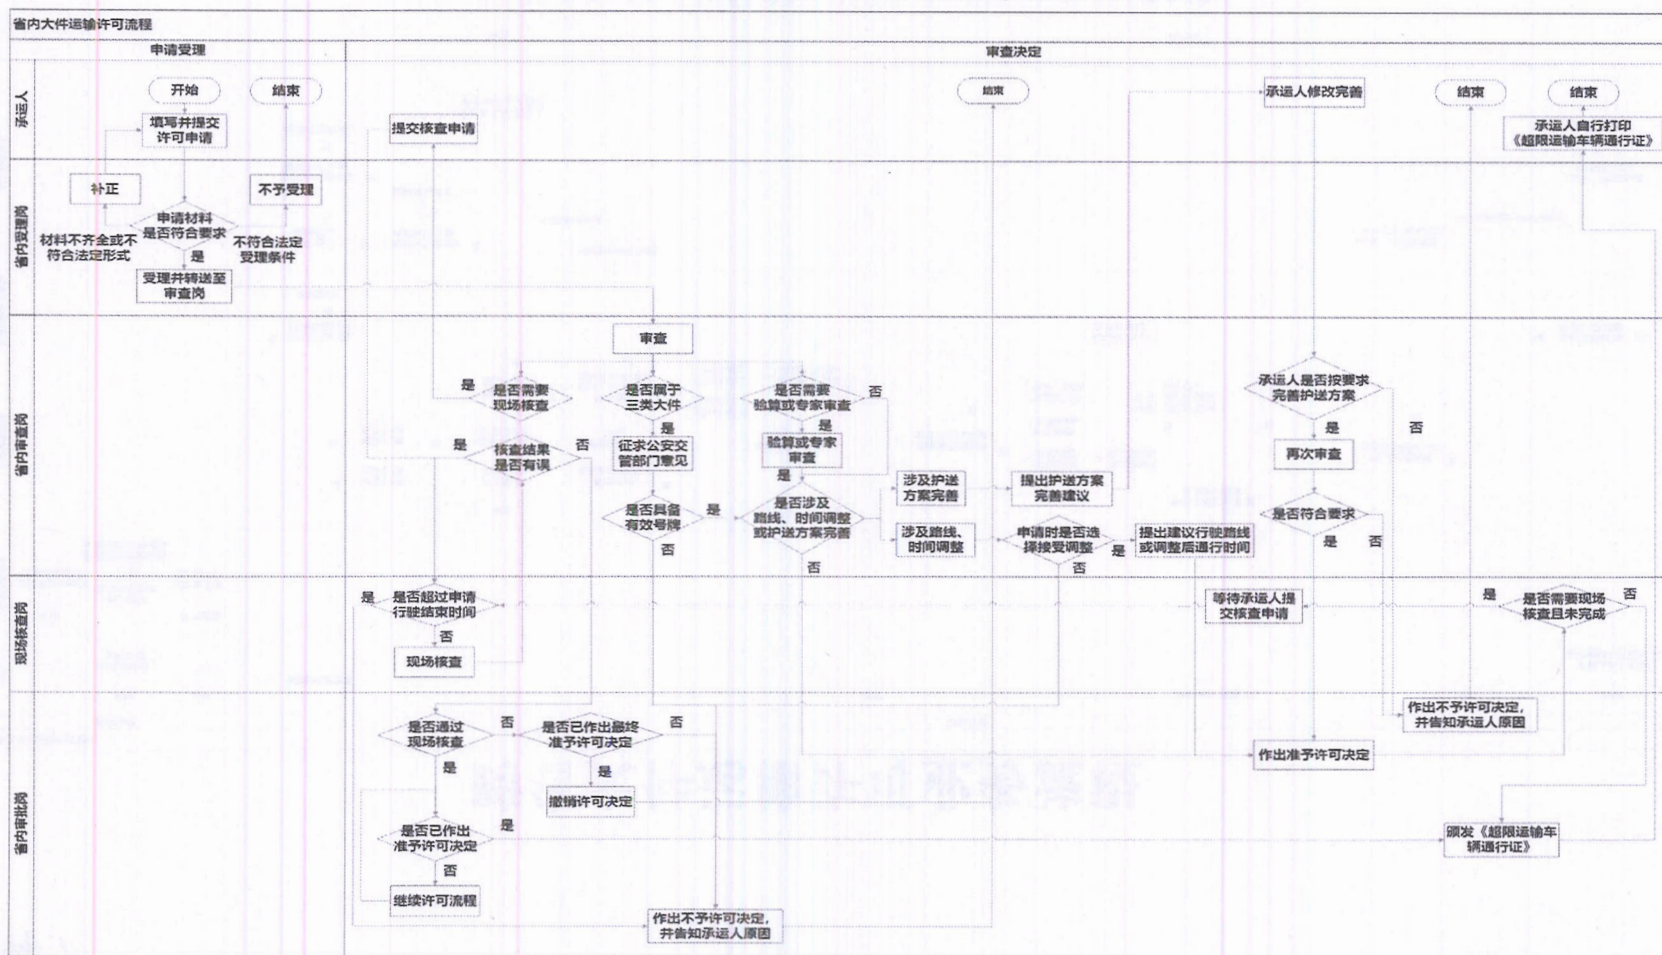 省内大件运输许可流程
申请受理
审查决定
承运人
开始
结束
填写并提交
许可申请
提交核查申请
结束
承运人修改完善
结束
结束
承运人自行打印
《超限运输车辆通行证》
省内受理岗
补正
不予受理
申请材料
是否符合要求
材料不齐全或不
符合法定形式
不符合法定
受理条件
是
受理并转送至
审查岗
省内审查岗
审查
是
是否需要
现场核查
是否属于
三类大件
是否需要
验算或专家审查
否
承运人是否按要求
完善护送方案
是
否
是
核查结果
是否有误
否
是
征求公安交
管部门意见
是
验算或专家
审查
再次审查
是
是否具备
有效号牌
是
否
是否涉及
路线、时间调整
或护送方案完善
否
涉及护送
方案完善
提出护送方案
完善建议
涉及路线、
时间调整
申请时是否选
择接受调整
是
否
提出建议行驶路线
或调整后通行时间
是否符合要求
是
否
现场核查岗
是
是否超过申请
行驶结束时间
否
现场核查
等待承运人提
交核查申请
是
是否需要现场
核查且未完成
否
省内审批岗
是否通过
现场核查
否
是否已作出最终
准予许可决定
否
是
是
撤销许可决定
作出不予许可决定，
并告知承运人原因
作出准予许可决定
是否已作出
准予许可决定
是
否
继续许可流程
颁发《超限运输车
辆通行证》
作出不予许可决定，
并告知承运人原因